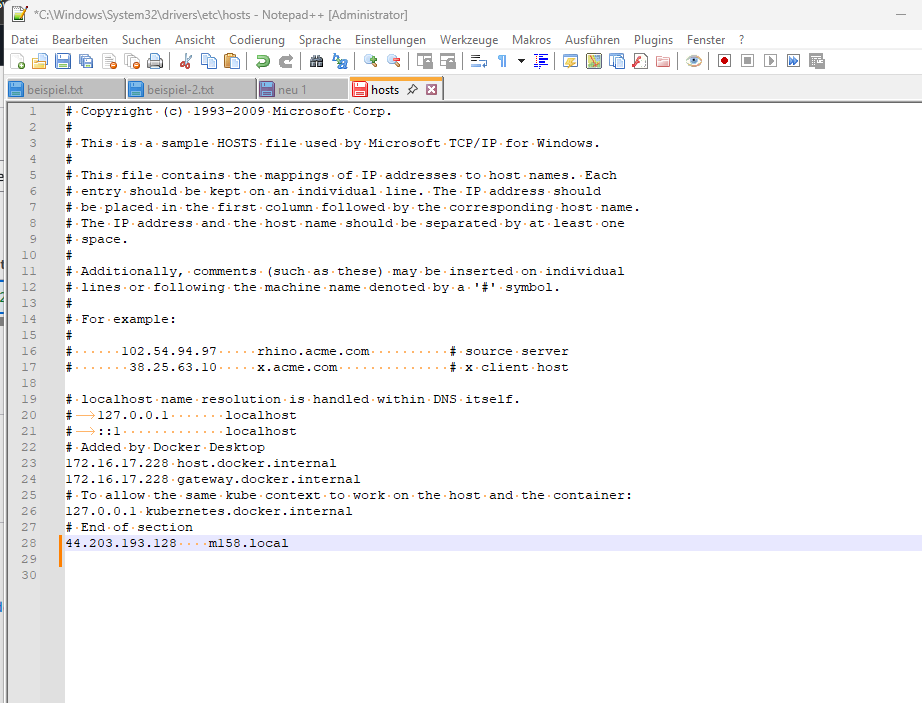 *C:\Windows\System32\drivers\etc\hosts - Notepad++ [Administrator]
Datei Bearbeiten Suchen Ansicht Codierung Sprache Einstellungen Werkzeuge Makros Ausführen Plugins Fenster ?
beispiel.txt beispiel-2.txt neu 1 hosts
1 # Copyright (c) 1993-2009 Microsoft Corp.
2 #
3 # This is a sample HOSTS file used by Microsoft TCP/IP for Windows.
4 #
5 # This file contains the mappings of IP addresses to host names. Each
6 # entry should be kept on an individual line. The IP address should
7 # be placed in the first column followed by the corresponding host name.
8 # The IP address and the host name should be separated by at least one
9 # space.
10 #
11 # Additionally, comments (such as these) may be inserted on individual
12 # lines or following the machine name denoted by a '#' symbol.
13 #
14 # For example:
15 #
16 #      102.54.94.97     rhino.acme.com          # source server
17 #       38.25.63.10     x.acme.com              # x client host
18
19 # localhost name resolution is handled within DNS itself.
20 #	127.0.0.1       localhost
21 #	::1             localhost
22 # Added by Docker Desktop
23 172.16.17.228 host.docker.internal
24 172.16.17.228 gateway.docker.internal
25 # To allow the same kube context to work on the host and the container:
26 127.0.0.1 kubernetes.docker.internal
27 # End of section
28 44.203.193.128    m158.local
29
30